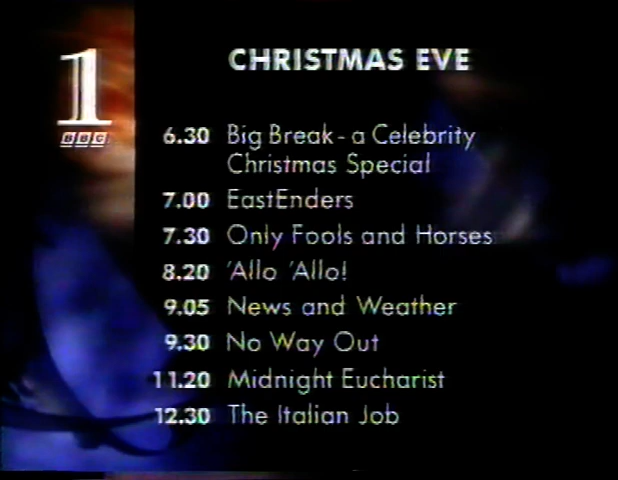 1
BBC
CHRISTMAS EVE
6.30 Big Break - a Celebrity
Christmas Special
7.00 EastEnders
7.30 Only Fools and Horses
8.20 'Allo 'Allo!
9.05 News and Weather
9.30 No Way Out
11.20 Midnight Eucharist
12.30 The Italian Job